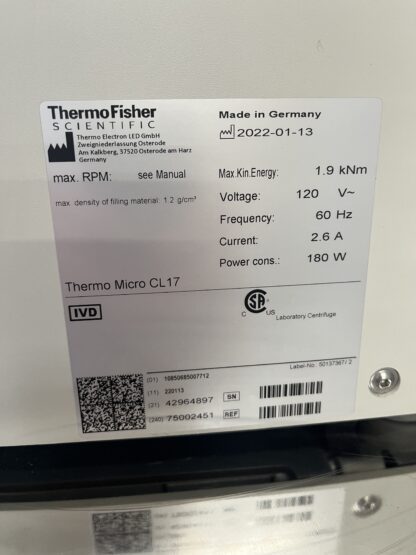 ThermoFisher
SCIENTIFIC
Thermo Electron LED GmbH
Zweigniederlassung Osterode
Am Kalkberg, 37520 Osterode am Harz
Germany
Made in Germany
2022-01-13
max. RPM: see Manual
max. density of filling material: 1.2 g/cm³
Max.Kin.Energy: 1.9 kNm
Voltage: 120 V~
Frequency: 60 Hz
Current: 2.6 A
Power cons.: 180 W
Thermo Micro CL17
IVD
C SA US
Laboratory Centrifuge
Label-No.: 50137367/ 2
(01) 10850685007712
(11) 220113
(21) 42964897 SN
(240) 75002451 REF